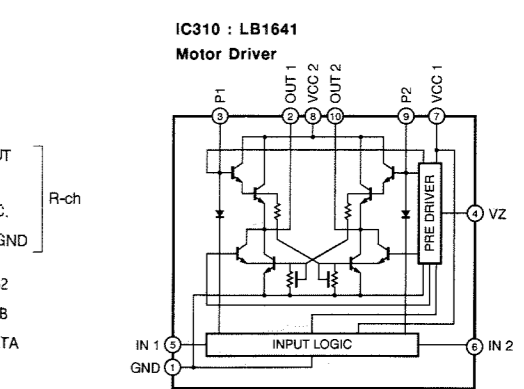 IC310 : LB1641
Motor Driver
P1
OUT 1
VCC 2
OUT 2
P2
VCC 1
3
2
8
10
9
7
R-ch
GND
2
B
TA
PRE DRIVER
4 VZ
IN 1 5
INPUT LOGIC
6 IN 2
GND 1